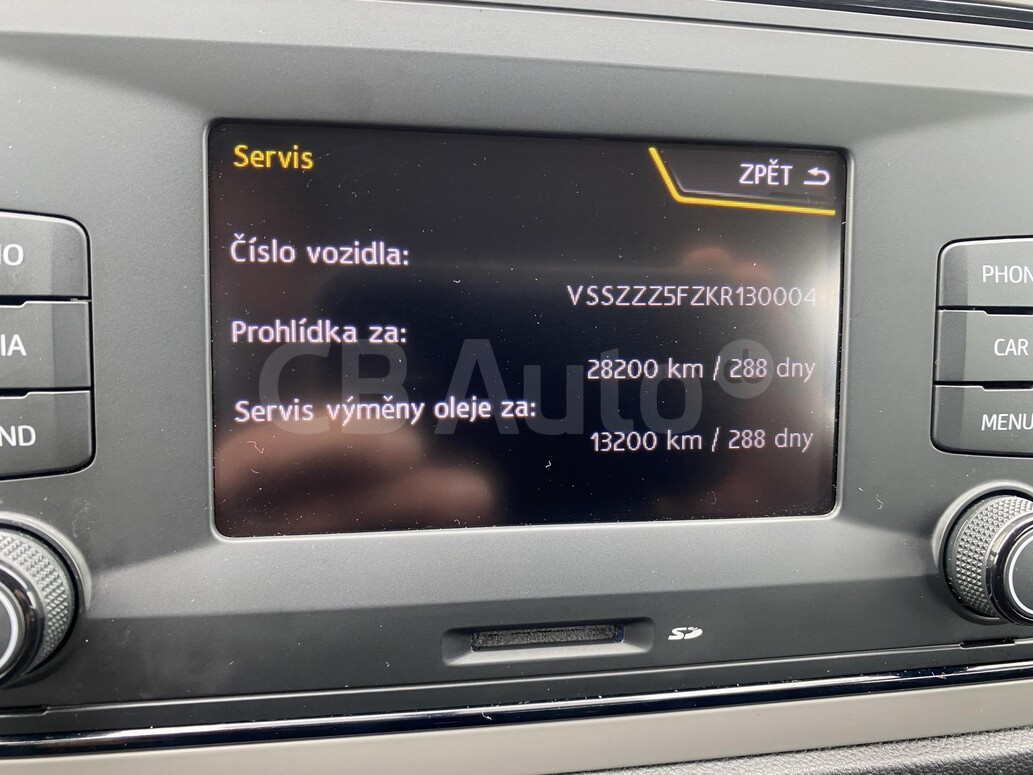 Servis
ZPĚT
Číslo vozidla:
VSSZZZ5FZKR130004
Prohlídka za:
28200 km / 288 dny
Servis výměny oleje za:
13200 km / 288 dny
CB Auto
PHON
CAR
MENU
IA
ND
SD